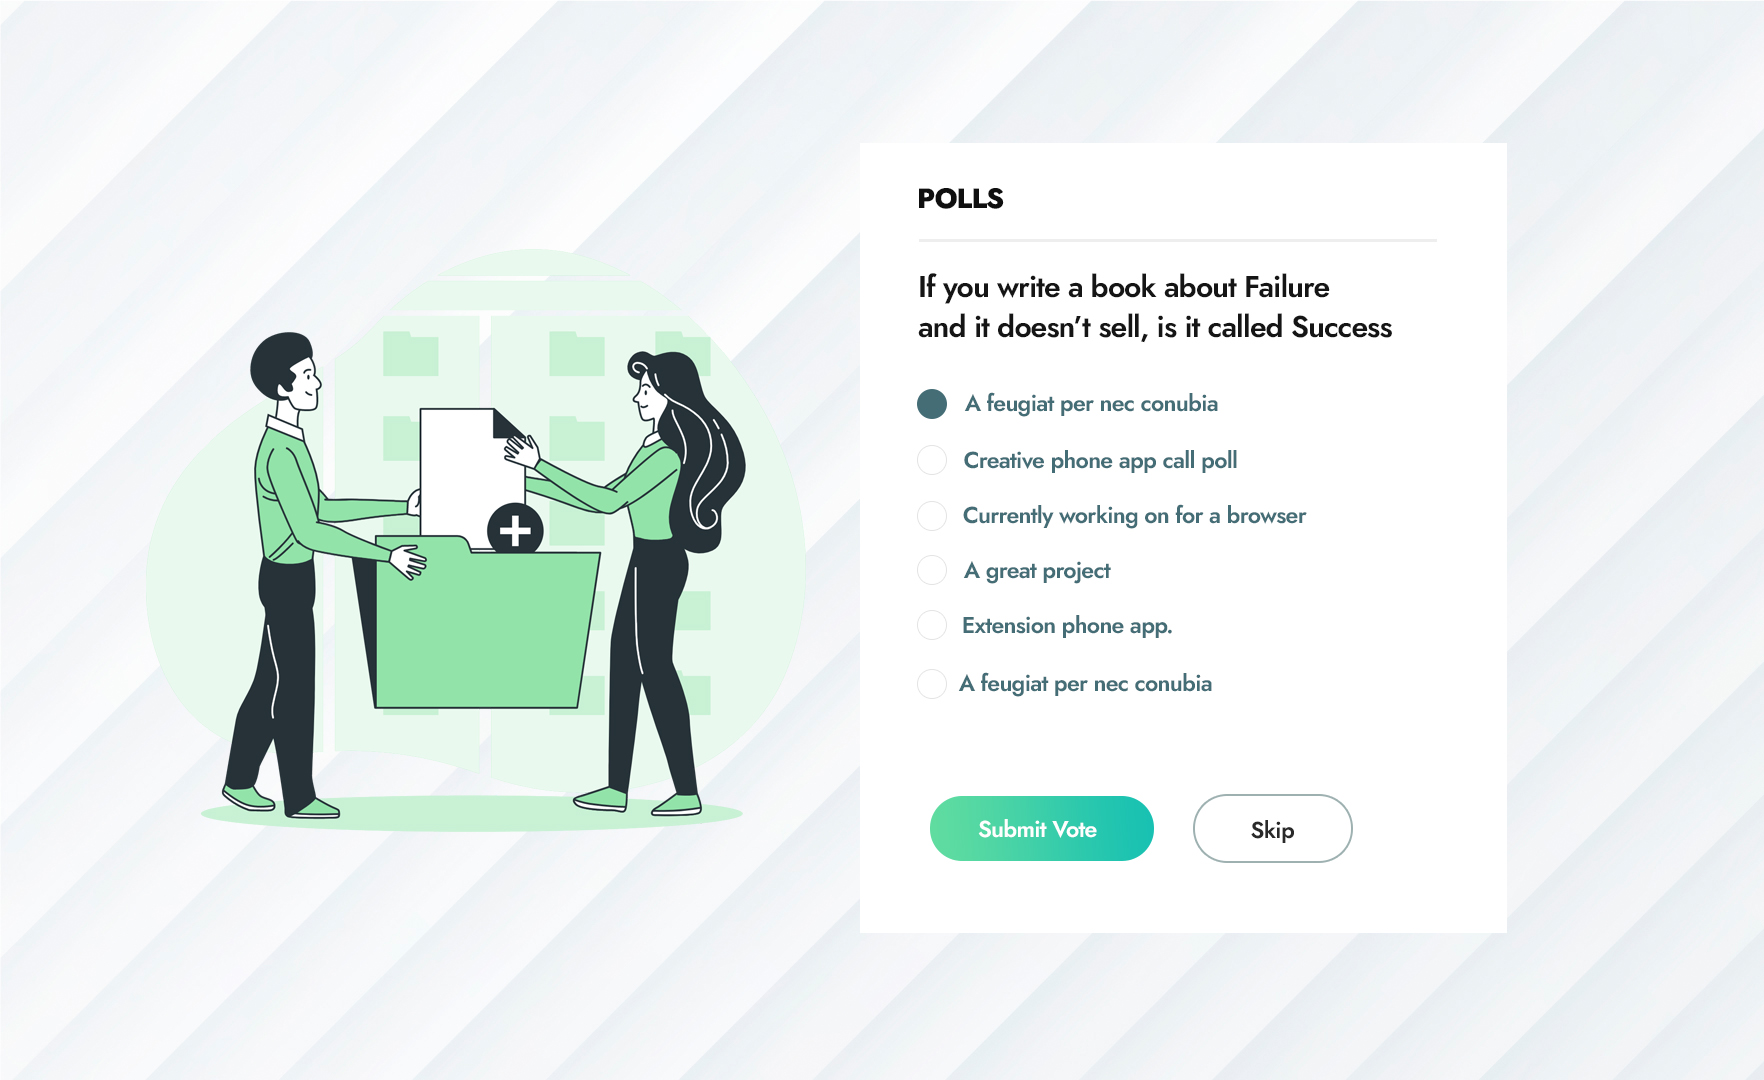 POLLS
If you write a book about Failure
and it doesn't sell, is it called Success
A feugiat per nec conubia
Creative phone app call poll
Currently working on for a browser
A great project
Extension phone app.
A feugiat per nec conubia
Submit Vote
Skip